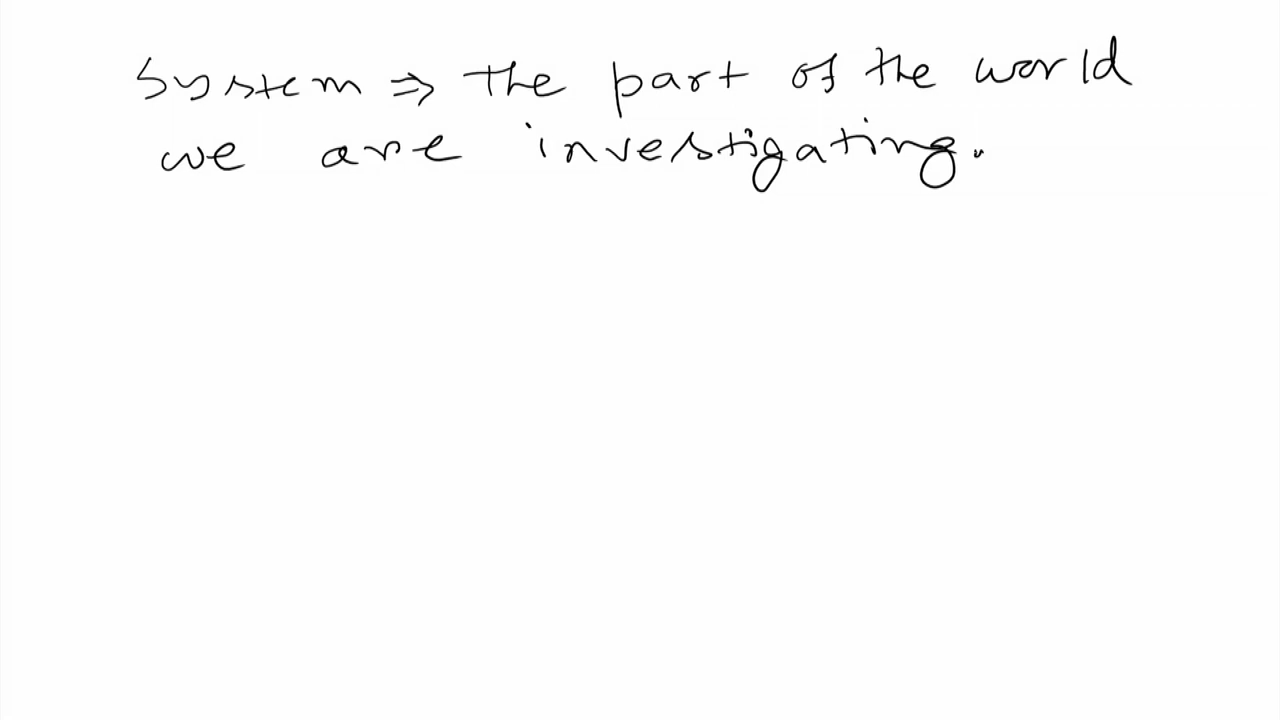 System ⇒ The part of the world
we are investigating.